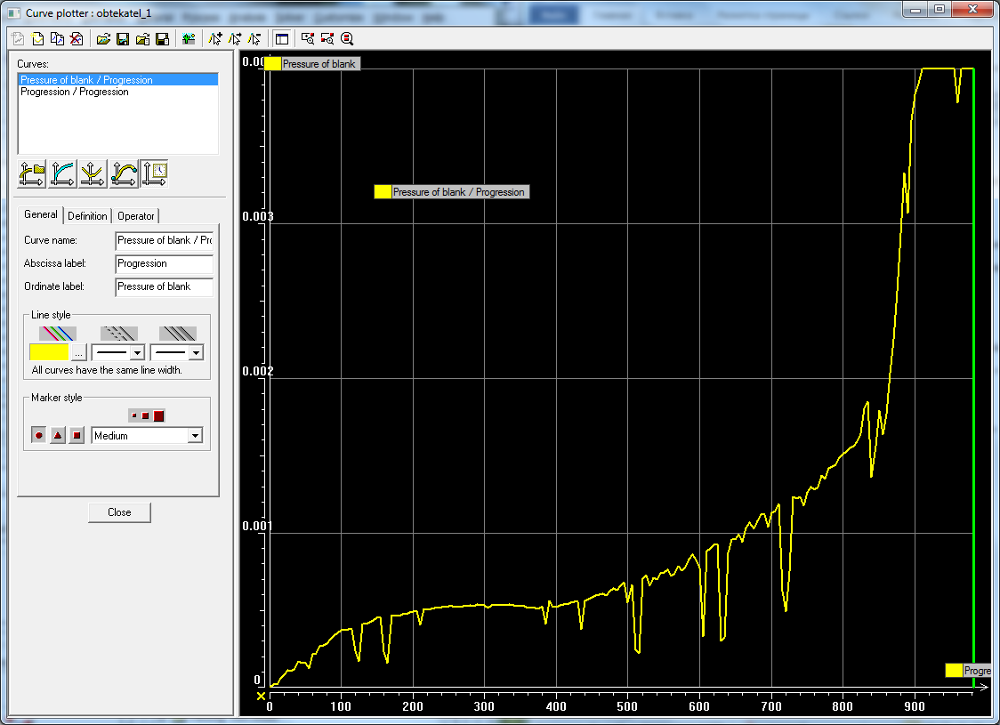 Curve plotter : obtekatel_1
Curves:
Pressure of blank / Progression
Progression / Progression
General
Definition
Operator
Curve name:
Pressure of blank / Pro
Abscissa label:
Progression
Ordinate label:
Pressure of blank
Line style
...
All curves have the same line width.
Marker style
Medium
Close
0.00
Pressure of blank
Pressure of blank / Progression
0.003
0.002
0.001
0
Progre
100 200 300 400 500 600 700 800 900